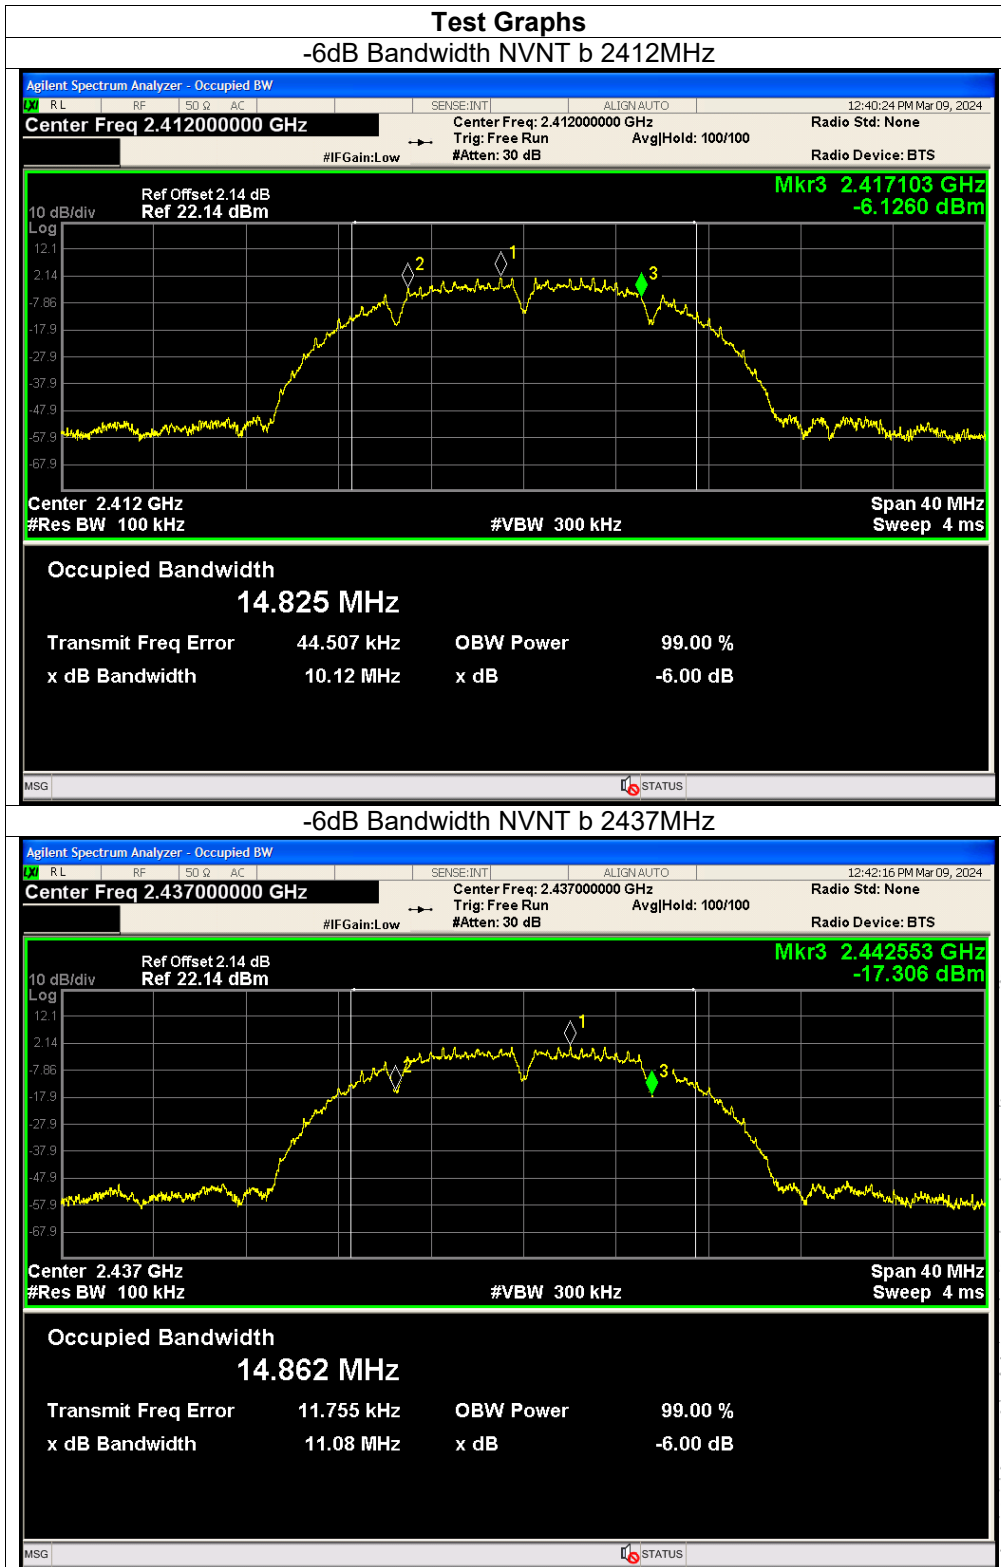 Test Graphs
-6dB Bandwidth NVNT b 2412MHz
Agilent Spectrum Analyzer - Occupied BW
LXI RL RF 50 Ω AC SENSE:INT ALIGN AUTO 12:40:24 PM Mar 09, 2024
Center Freq 2.412000000 GHz Center Freq: 2.412000000 GHz Radio Std: None
Trig: Free Run Avg|Hold: 100/100
#IFGain:Low #Atten: 30 dB Radio Device: BTS
Mkr3 2.417103 GHz
-6.1260 dBm
Ref Offset 2.14 dB
10 dB/div Ref 22.14 dBm
Log
12.1
2.14
-7.86
-17.9
-27.9
-37.9
-47.9
-57.9
-67.9
2 1 3
Center 2.412 GHz Span 40 MHz
#Res BW 100 kHz #VBW 300 kHz Sweep 4 ms
Occupied Bandwidth
14.825 MHz
Transmit Freq Error 44.507 kHz OBW Power 99.00 %
x dB Bandwidth 10.12 MHz x dB -6.00 dB
MSG STATUS
-6dB Bandwidth NVNT b 2437MHz
Agilent Spectrum Analyzer - Occupied BW
LXI RL RF 50 Ω AC SENSE:INT ALIGN AUTO 12:42:16 PM Mar 09, 2024
Center Freq 2.437000000 GHz Center Freq: 2.437000000 GHz Radio Std: None
Trig: Free Run Avg|Hold: 100/100
#IFGain:Low #Atten: 30 dB Radio Device: BTS
Mkr3 2.442553 GHz
-17.306 dBm
Ref Offset 2.14 dB
10 dB/div Ref 22.14 dBm
Log
12.1
2.14
-7.86
-17.9
-27.9
-37.9
-47.9
-57.9
-67.9
2 1 3
Center 2.437 GHz Span 40 MHz
#Res BW 100 kHz #VBW 300 kHz Sweep 4 ms
Occupied Bandwidth
14.862 MHz
Transmit Freq Error 11.755 kHz OBW Power 99.00 %
x dB Bandwidth 11.08 MHz x dB -6.00 dB
MSG STATUS